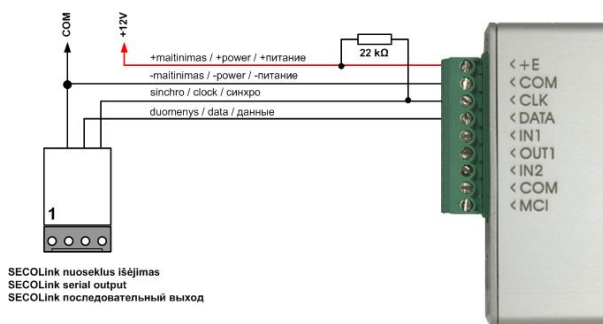 COM
+12V
22 kΩ
+maitinimas / +power / +питание
-maitinimas / -power / -питание
sinchro / clock / синхро
duomenys / data / данные
< +E
< COM
< CLK
< DATA
< IN1
< OUT1
< IN2
< COM
< MCI
1
SECOLink nuoseklus išėjimas
SECOLink serial output
SECOLink последовательный выход